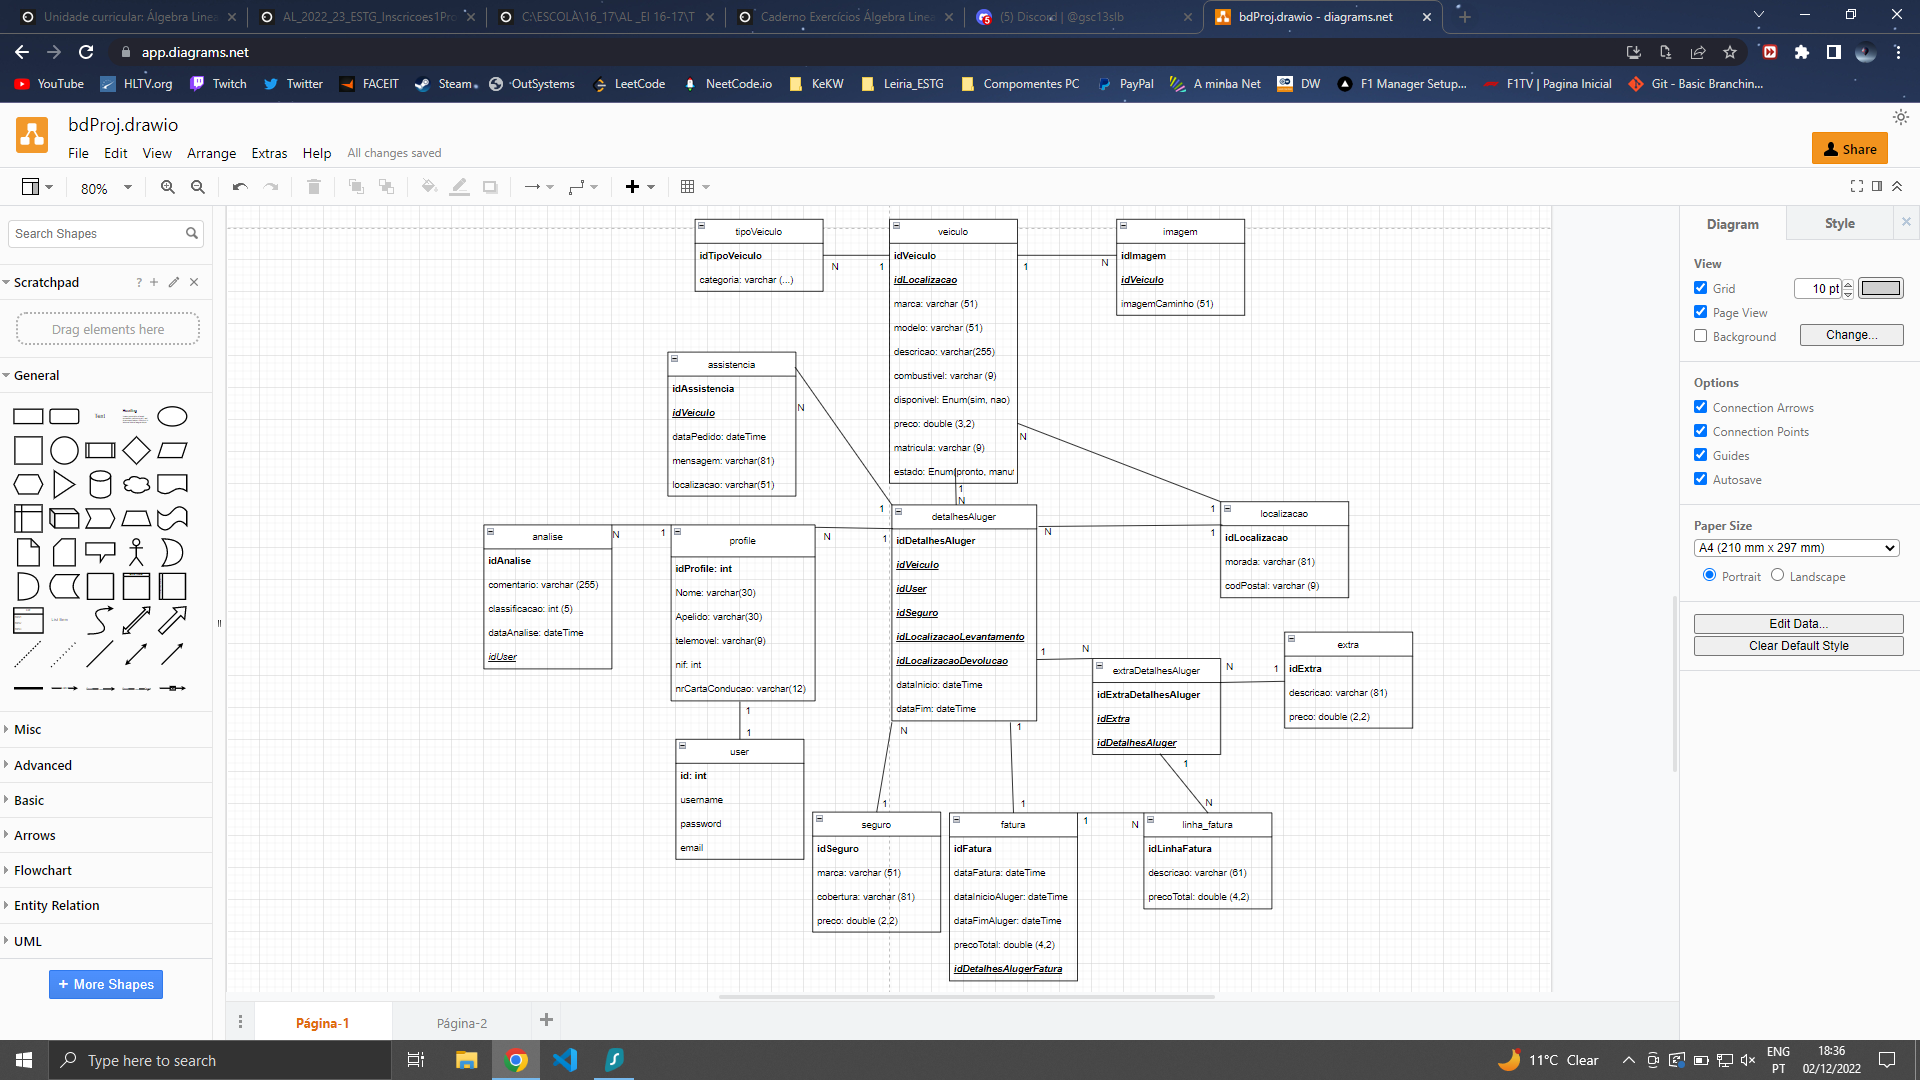 Unidade curricular: Álgebra Linea
AL_2022_23_ESTG_Inscricoes1Pro
C:\ESCOLA\16_17\AL _EI 16-17\T
Caderno Exercícios Álgebra Linea
(5) Discord | @gsc13slb
bdProj.drawio - diagrams.net
app.diagrams.net
YouTube
HLTV.org
Twitch
Twitter
FACEIT
Steam
OutSystems
LeetCode
NeetCode.io
KeKW
Leiria_ESTG
Compomentes PC
PayPal
A minha Net
DW
F1 Manager Setup...
F1TV | Pagina Inicial
Git - Basic Branchin...
bdProj.drawio
File Edit View Arrange Extras Help All changes saved
Share
80%
Search Shapes
Scratchpad
?
Drag elements here
General
Text
Heading
Misc
Advanced
Basic
Arrows
Flowchart
Entity Relation
UML
+ More Shapes
tipoVeiculo
idTipoVeiculo
categoria: varchar (...)
N
1
veiculo
idVeiculo
idLocalizacao
marca: varchar (51)
modelo: varchar (51)
descricao: varchar(255)
combustivel: varchar (9)
disponivel: Enum(sim, nao)
preco: double (3,2)
matricula: varchar (9)
estado: Enum(pronto, manut
1
N
imagem
idImagem
idVeiculo
imagemCaminho (51)
assistencia
idAssistencia
idVeiculo
dataPedido: dateTime
mensagem: varchar(81)
localizacao: varchar(51)
N
1
N
1
1
N
analise
idAnalise
comentario: varchar (255)
classificacao: int (5)
dataAnalise: dateTime
idUser
N
1
profile
idProfile: int
Nome: varchar(30)
Apelido: varchar(30)
telemovel: varchar(9)
nif: int
nrCartaConducao: varchar(12)
N
1
detalhesAluger
idDetalhesAluger
idVeiculo
idUser
idSeguro
idLocalizacaoLevantamento
idLocalizacaoDevolucao
dataInicio: dateTime
dataFim: dateTime
N
1
localizacao
idLocalizacao
morada: varchar (81)
codPostal: varchar (9)
1
N
extraDetalhesAluger
idExtraDetalhesAluger
idExtra
idDetalhesAluger
N
1
extra
idExtra
descricao: varchar (81)
preco: double (2,2)
1
1
user
id: int
username
password
email
N
1
seguro
idSeguro
marca: varchar (51)
cobertura: varchar (81)
preco: double (2,2)
1
1
fatura
idFatura
dataFatura: dateTime
dataInicioAluger: dateTime
dataFimAluger: dateTime
precoTotal: double (4,2)
idDetalhesAlugerFatura
1
N
1
N
linha_fatura
idLinhaFatura
descricao: varchar (61)
precoTotal: double (4,2)
Diagram
Style
View
Grid
10 pt
Page View
Background
Change...
Options
Connection Arrows
Connection Points
Guides
Autosave
Paper Size
A4 (210 mm x 297 mm)
Portrait
Landscape
Edit Data...
Clear Default Style
Página-1
Página-2
Type here to search
11°C Clear
ENG
PT
18:36
02/12/2022